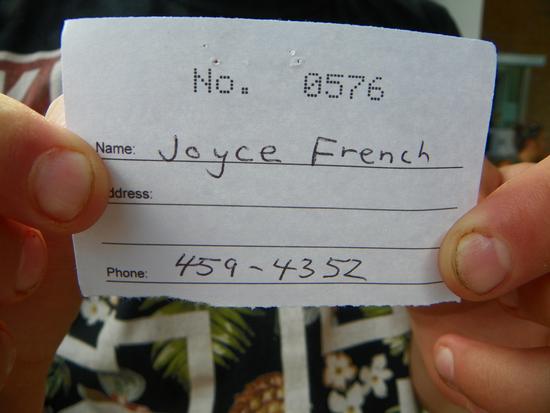 No. 0576
Name: Joyce French
ddress:
Phone: 459-4352